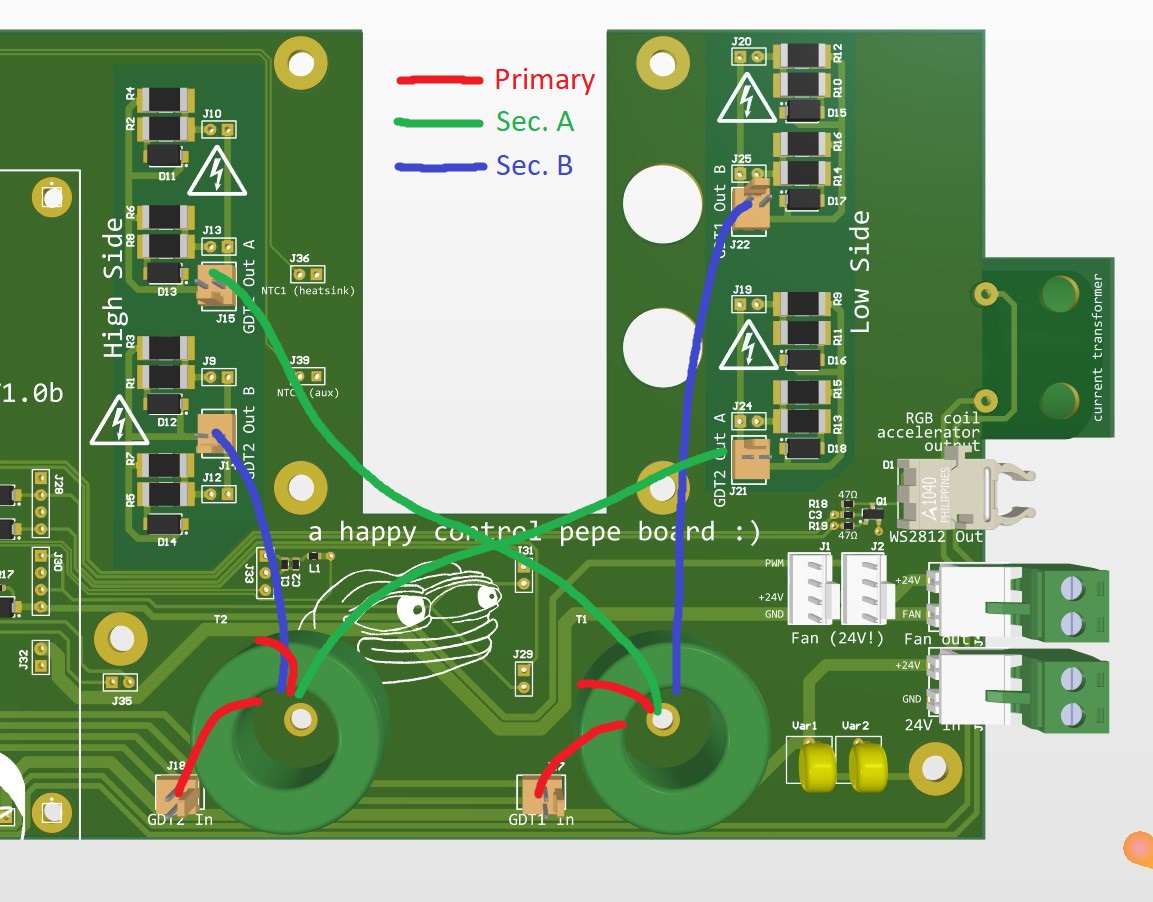 Primary
Sec. A
Sec. B
R4
R2
J10
D11
High Side
R6
R8
J13
D13
Out A
J15
J36
NTC1 (heatsink)
R3
R1
J9
D12
GDT2 Out B
J39
(aux)
R7
R5
J12
D14
1.0b
J28
J30
R17
J32
J35
J33
C1
C2
L1
a happy control pepe board :)
T2
T1
J31
J29
J18
GDT2 In
GDT1 In
J20
R12
R10
D15
R16
J25
R14
D17
Out B
J22
Low Side
J19
R9
R11
D16
R15
J24
R13
D18
GDT2 Out A
J21
current transformer
RGB coil
accelerator
output
D1
A1040
PHILIPPINES
R18
C3
R19
47Ω
47Ω
Q1
WS2812 Out
J1
J2
PWM
+24V
GND
Fan (24V!)
+24V
FAN
Fan out
+24V
GND
24V in
Var1
Var2